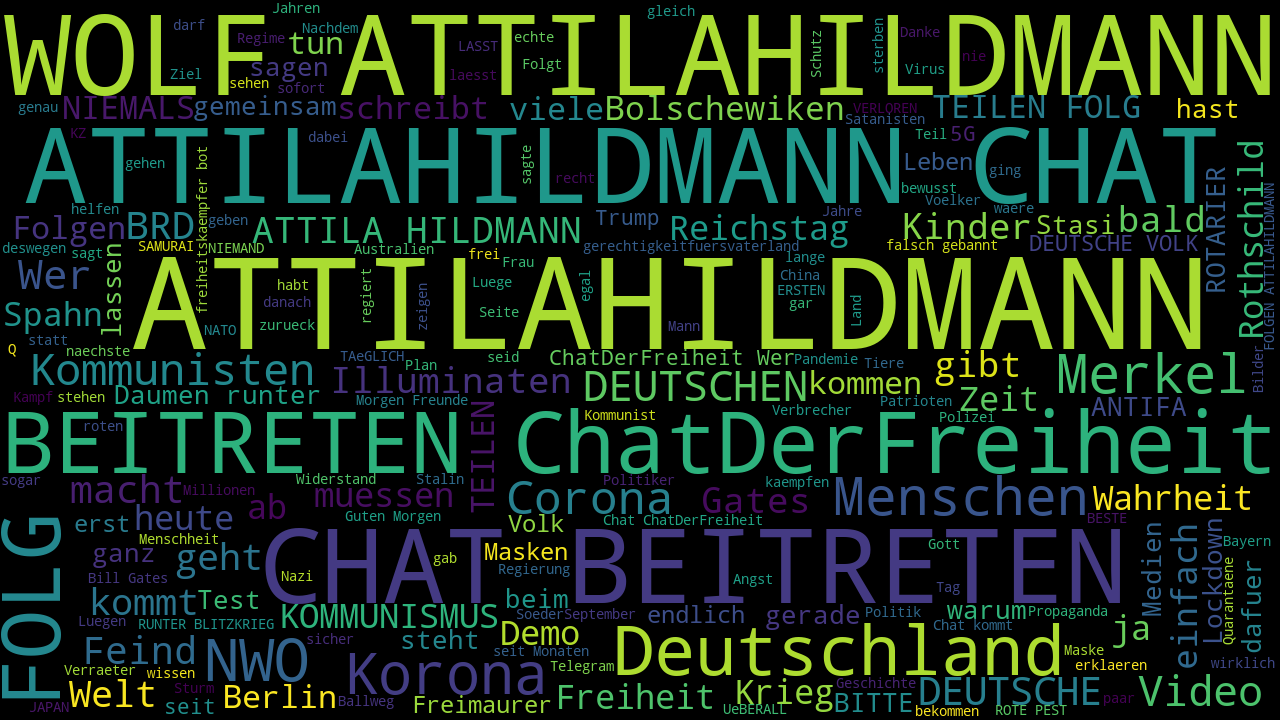 Jahren
gleich
WOLF ATTILAHILDMANN
darf
Nachdem
Regime
tun
LASST
echte
Schutz
sterben
Danke
nie
Ziel
sagen
laesst
Folgt
Virus
sehen
sofort
genau
NIEMALS
gemeinsam
schreibt
viele
Bolschewiken
VERLOREN
TEILEN FOLG
hast
Satanisten
ATTILAHILDMANN CHAT
KZ
dabei
Teil
5G
gehen
sagte
recht
Leben
ging
freiheitskaempfer bot
bewusst
Voelker
waere
helfen
Folgen
BRD
geben
ATTILA HILDMANN
Trump
Reichstag
Jahre
Kinder
Stasi
bald
ROTARIER
Rothschild
deswegen
sagt
SAMURAI
NIEMAND
Australien
frei
gerechtigkeitfuersvaterland
falsch gebannt
DEUTSCHE VOLK
FOLGEN ATTILAHILDMANN
Wer
lassen
ATTILAHILDMANN
Frau
lange
habt
regiert
zeigen
Luege
egal
China
ERSTEN
danach
gar
Land
Spahn
NATO
zurueck
Seite
Mann
statt
Q
naechste
TAeGLICH
Plan
seid
ChatDerFreiheit Wer
Pandemie
Tiere
gibt
Merkel
Bilder
Kommunisten
Illuminaten
DEUTSCHEN
kommen
Kampf
stehen
Daumen runter
Morgen Freunde
Patrioten
Zeit
ANTIFA
BEITRETEN
roten
TEILEN
Kommunist
Verbrecher
Polizei
ChatDerFreiheit
sogar
macht
Millionen
Widerstand
Stalin
Politiker
kaempfen
ab
muessen
Corona
Gates
Menschen
Wahrheit
FOLG
erst
heute
Guten Morgen
Volk
Chat ChatDerFreiheit
BESTE
Medien
einfach
Lockdown
Bayern
Menschheit
CHAT BEITRETEN
ganz
geht
gab
Masken
Gott
Quarantaene
dafuer
Bill Gates
Nazi
Regierung
Angst
Tag
kommt
Test
beim
Luegen
RUNTER BLITZKRIEG
KOMMUNISMUS
SoederSeptember
endlich
gerade
Politik
warum
Propaganda
Chat kommt
ja
Feind
NWO
sicher
steht
Demo
seit Monaten
Deutschland
Maske
erklaeren
wirklich
Verraeter
wissen
Korona
Telegram
Welt
Sturm
Berlin
Ballweg
Freiheit
Krieg
Geschichte
DEUTSCHE
paar
Video
JAPAN
seit
Freimaurer
UeBERALL
BITTE
bekommen
ROTE PEST